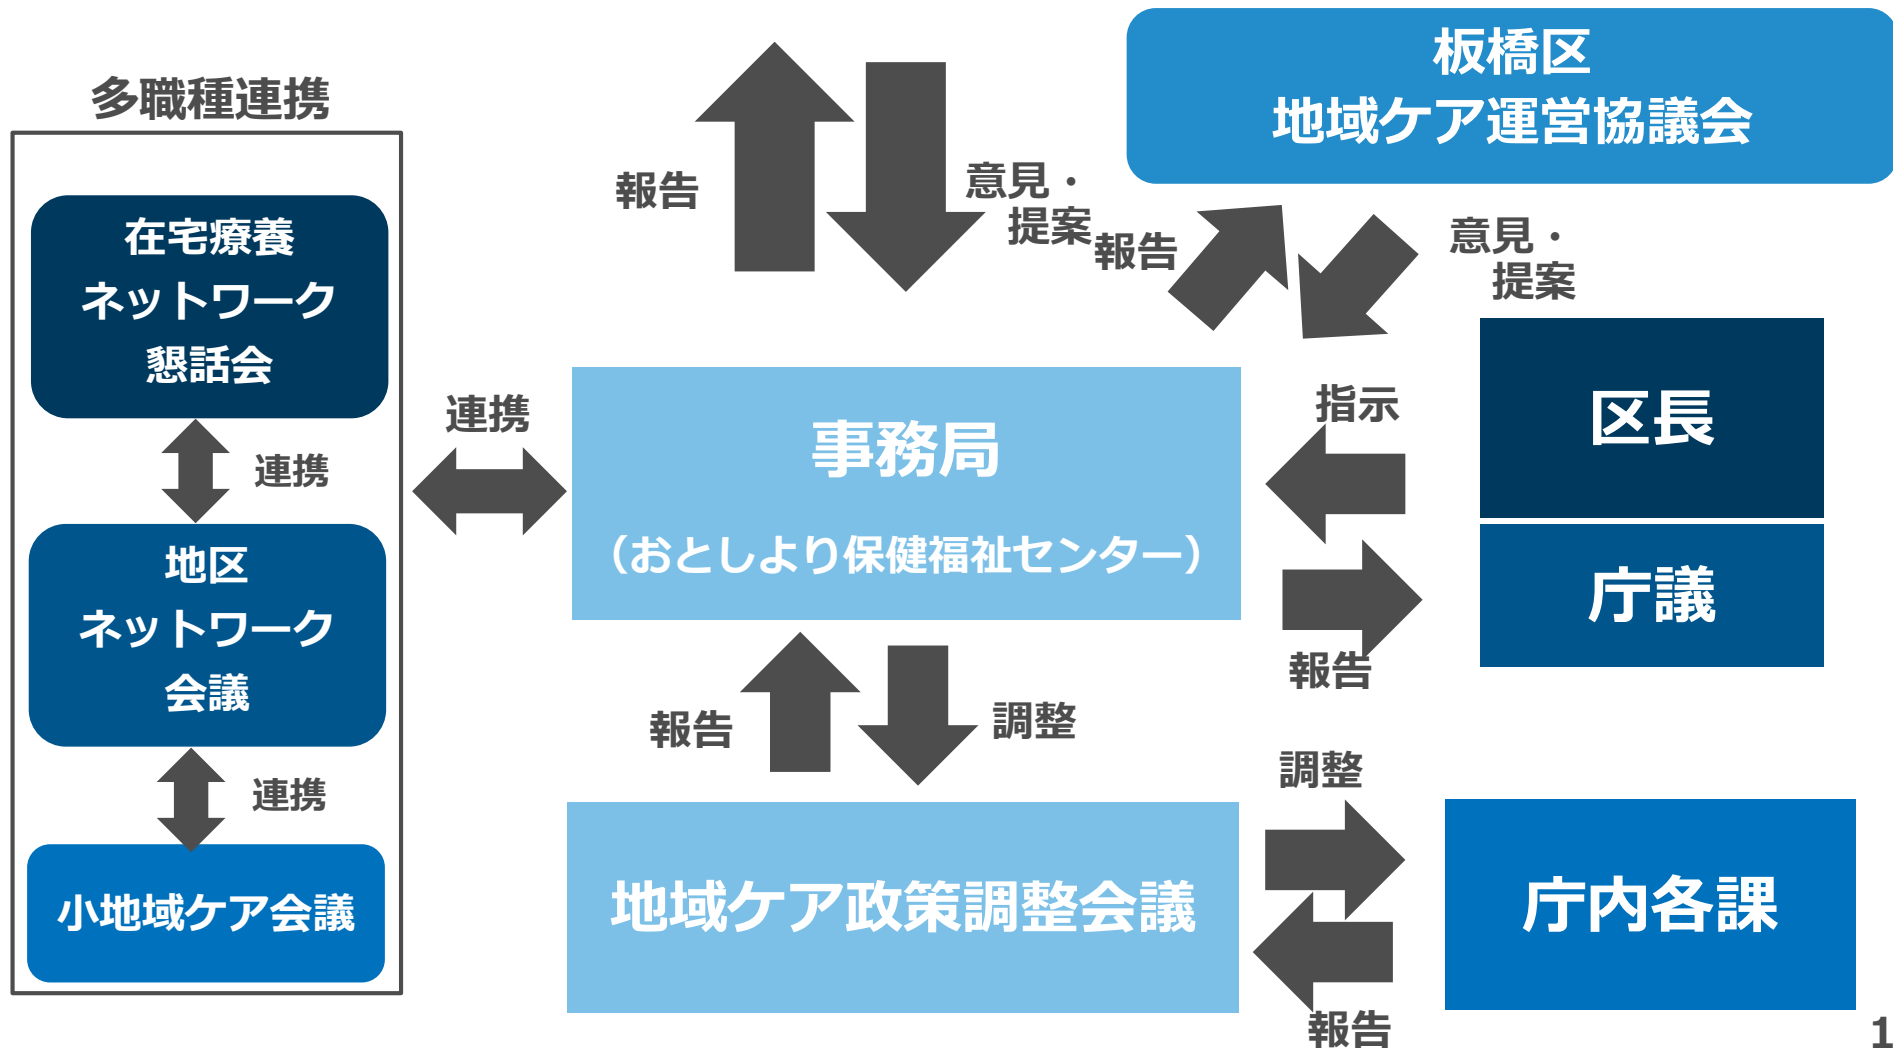 多職種連携
在宅療養
ネットワーク
懇話会
連携
地区
ネットワーク
会議
連携
小地域ケア会議
連携
報告
意見・
提案
板橋区
地域ケア運営協議会
報告
意見・
提案
事務局
（おとしより保健福祉センター）
指示
報告
区長
庁議
報告
調整
地域ケア政策調整会議
調整
報告
庁内各課
1